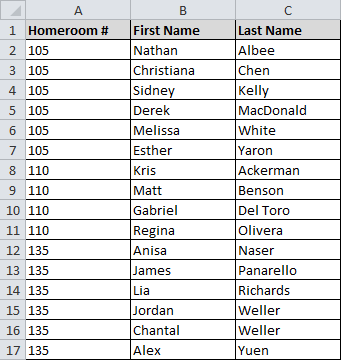 A B C
1 Homeroom # First Name Last Name
2 105 Nathan Albee
3 105 Christiana Chen
4 105 Sidney Kelly
5 105 Derek MacDonald
6 105 Melissa White
7 105 Esther Yaron
8 110 Kris Ackerman
9 110 Matt Benson
10 110 Gabriel Del Toro
11 110 Regina Olivera
12 135 Anisa Naser
13 135 James Panarello
14 135 Lia Richards
15 135 Jordan Weller
16 135 Chantal Weller
17 135 Alex Yuen